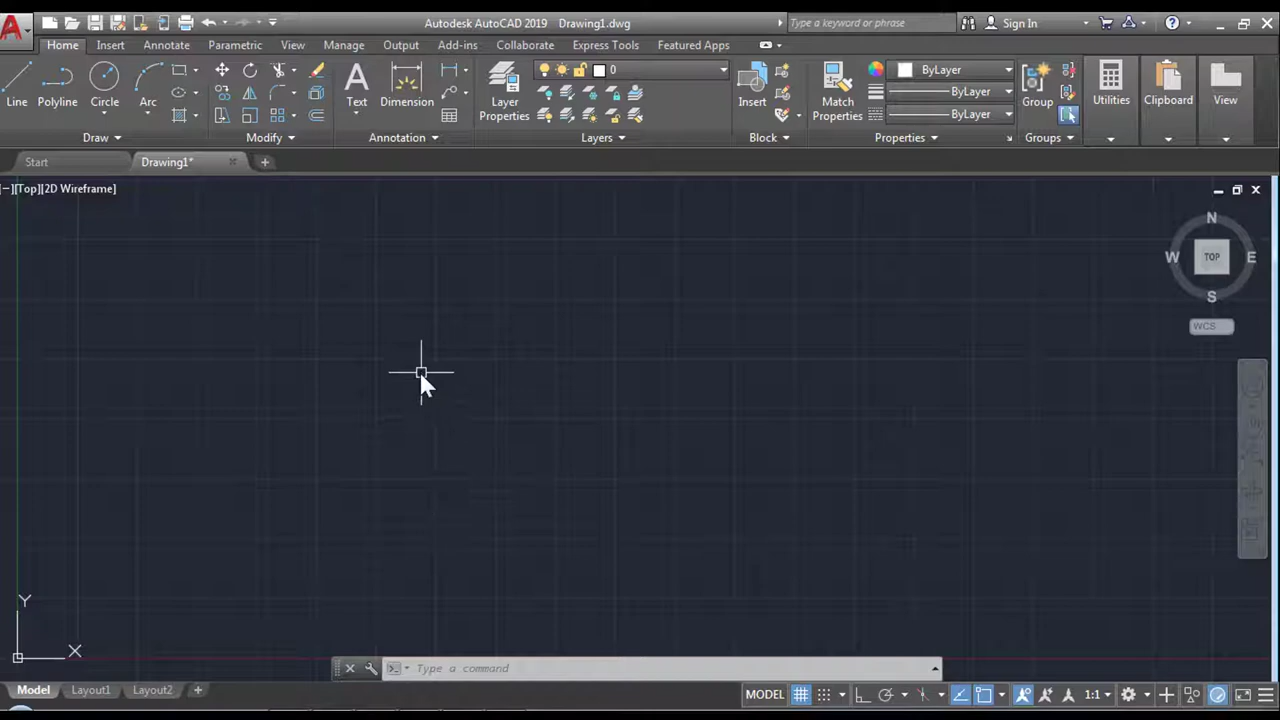 Autodesk AutoCAD 2019 Drawing1.dwg
Type a keyword or phrase
Sign In
Home Insert Annotate Parametric View Manage Output Add-ins Collaborate Express Tools Featured Apps
Line Polyline Circle Arc Text Dimension Layer Properties 0 Insert Match Properties ByLayer ByLayer ByLayer Group Utilities Clipboard View
Draw Modify Annotation Layers Block Properties Groups
Start Drawing1*
[−][Top][2D Wireframe]
N
W TOP E
S
WCS
Y
X
Type a command
Model Layout1 Layout2 MODEL 1:1